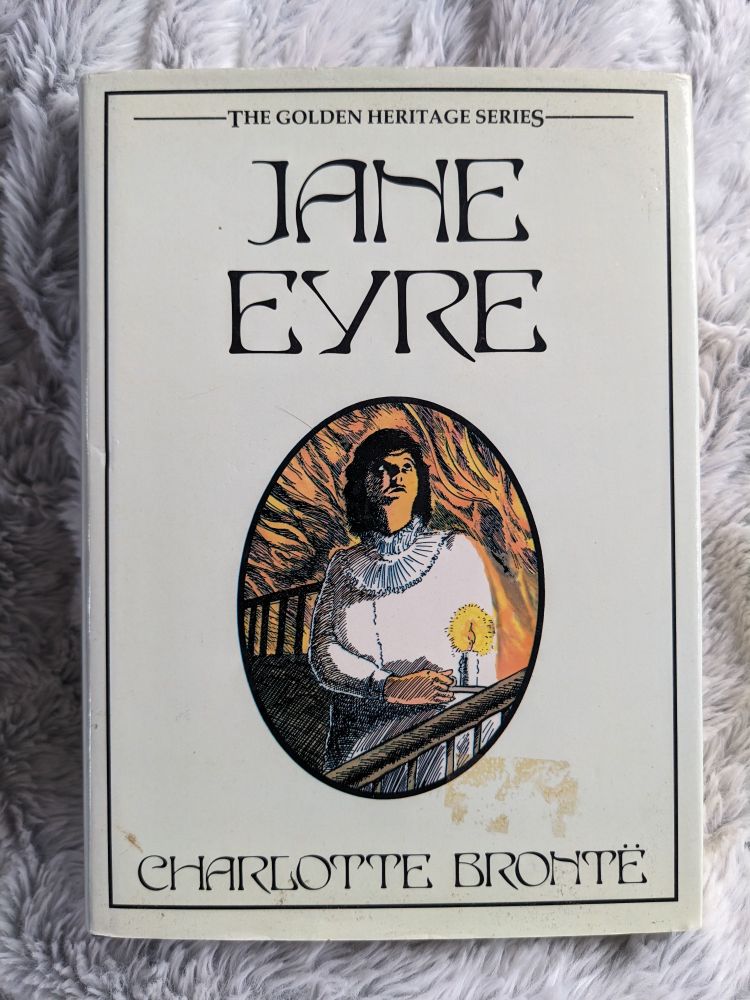 THE GOLDEN HERITAGE SERIES
JANE
EYRE
CHARLOTTE BRONTË